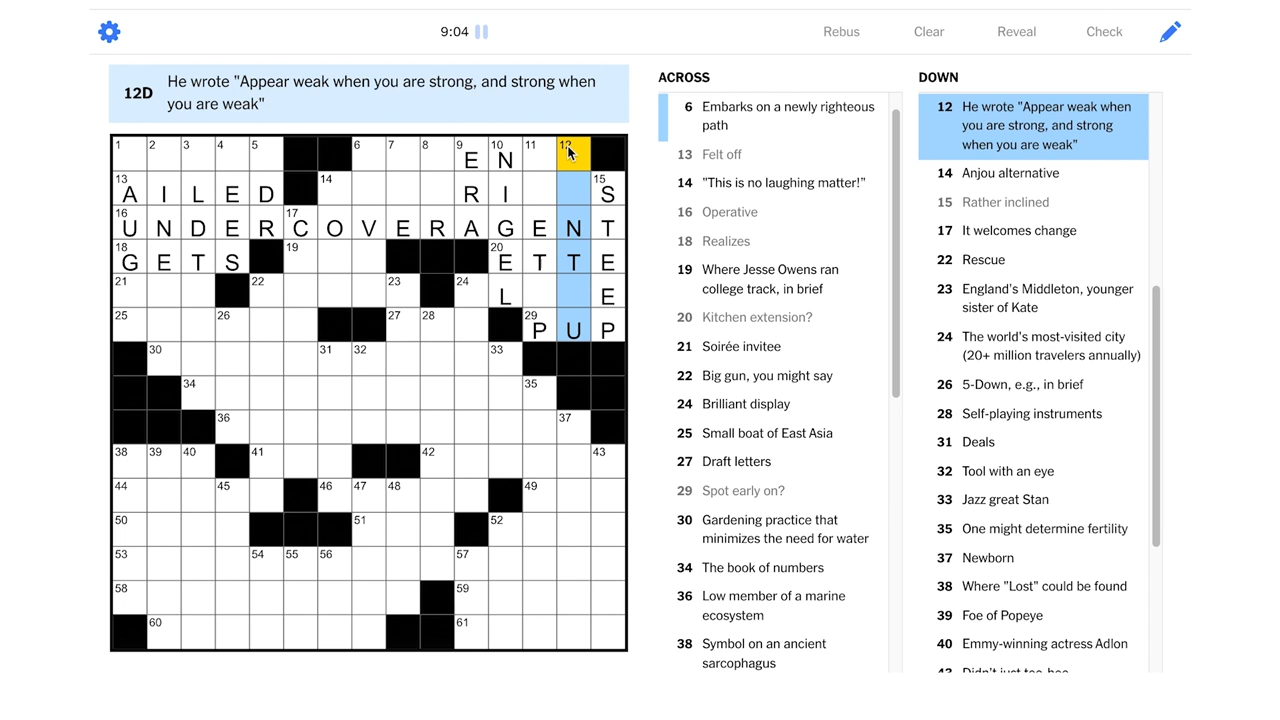 9:04
Rebus
Clear
Reveal
Check
12D
He wrote "Appear weak when you are strong, and strong when
you are weak"
1 2 3 4 5 6 7 8 9 10 11 12
E N
13 14 15
A I L E D R I S
16 17
U N D E R C O V E R A G E N T
18 19 20
G E T S E T T E
21 22 23 24
L E
25 26 27 28 29
P U P
30 31 32 33
34 35
36 37
38 39 40 41 42 43
44 45 46 47 48 49
50 51 52
53 54 55 56 57
58 59
60 61
ACROSS
6 Embarks on a newly righteous
path
13 Felt off
14 "This is no laughing matter!"
16 Operative
18 Realizes
19 Where Jesse Owens ran
college track, in brief
20 Kitchen extension?
21 Soirée invitee
22 Big gun, you might say
24 Brilliant display
25 Small boat of East Asia
27 Draft letters
29 Spot early on?
30 Gardening practice that
minimizes the need for water
34 The book of numbers
36 Low member of a marine
ecosystem
38 Symbol on an ancient
sarcophagus
DOWN
12 He wrote "Appear weak when
you are strong, and strong
when you are weak"
14 Anjou alternative
15 Rather inclined
17 It welcomes change
22 Rescue
23 England's Middleton, younger
sister of Kate
24 The world's most-visited city
(20+ million travelers annually)
26 5-Down, e.g., in brief
28 Self-playing instruments
31 Deals
32 Tool with an eye
33 Jazz great Stan
35 One might determine fertility
37 Newborn
38 Where "Lost" could be found
39 Foe of Popeye
40 Emmy-winning actress Adlon